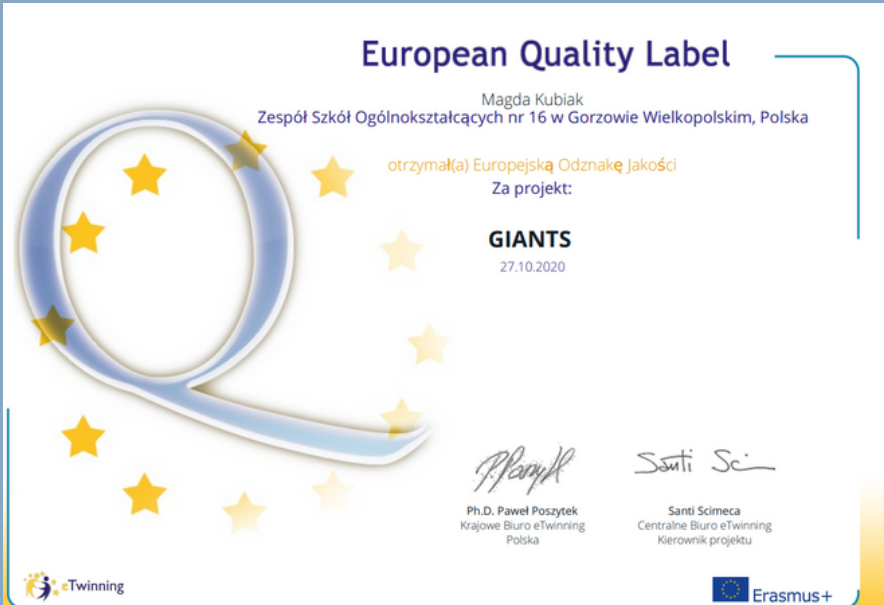 European Quality Label
Magda Kubiak
Zespół Szkół Ogólnokształcących nr 16 w Gorzowie Wielkopolskim, Polska
otrzymał(a) Europejską Odznakę Jakości
Za projekt:
GIANTS
27.10.2020
Santi Sci
Ph.D. Paweł Poszytek
Krajowe Biuro eTwinning
Polska
Santi Scimeca
Centralne Biuro eTwinning
Kierownik projektu
eTwinning
Erasmus+